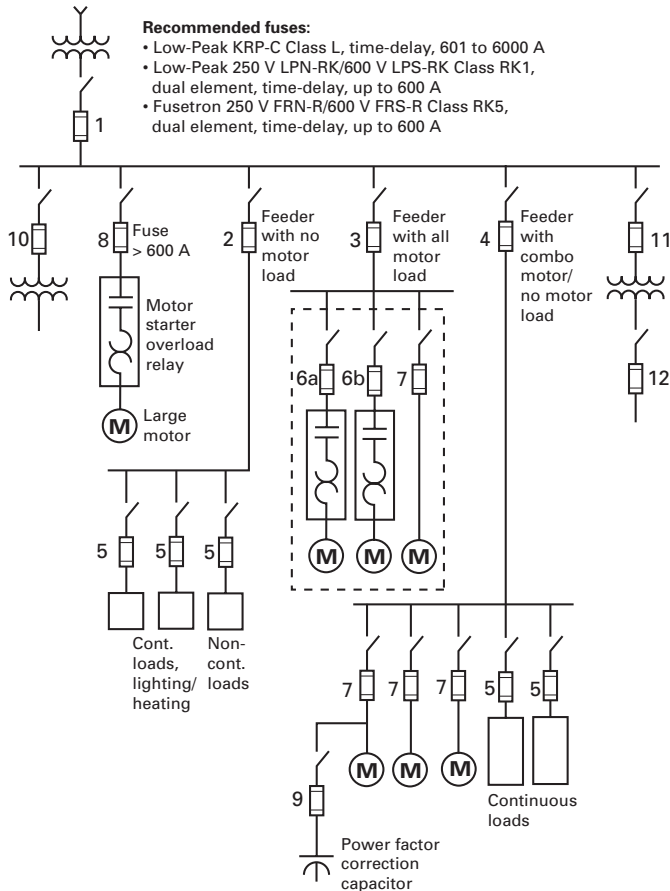 Recommended fuses:
• Low-Peak KRP-C Class L, time-delay, 601 to 6000 A
• Low-Peak 250 V LPN-RK/600 V LPS-RK Class RK1,
dual element, time-delay, up to 600 A
• Fusetron 250 V FRN-R/600 V FRS-R Class RK5,
dual element, time-delay, up to 600 A
1
10
8
Fuse
> 600 A
2
Feeder
with no
motor
load
3
Feeder
with all
motor
load
4
Feeder
with
combo
motor/
no motor
load
11
12
Motor
starter
overload
relay
M
Large
motor
6a
6b
7
M
M
M
5
5
5
Cont.
loads,
lighting/
heating
Non-
cont.
loads
7
7
7
5
5
M
M
M
Continuous
loads
9
Power factor
correction
capacitor